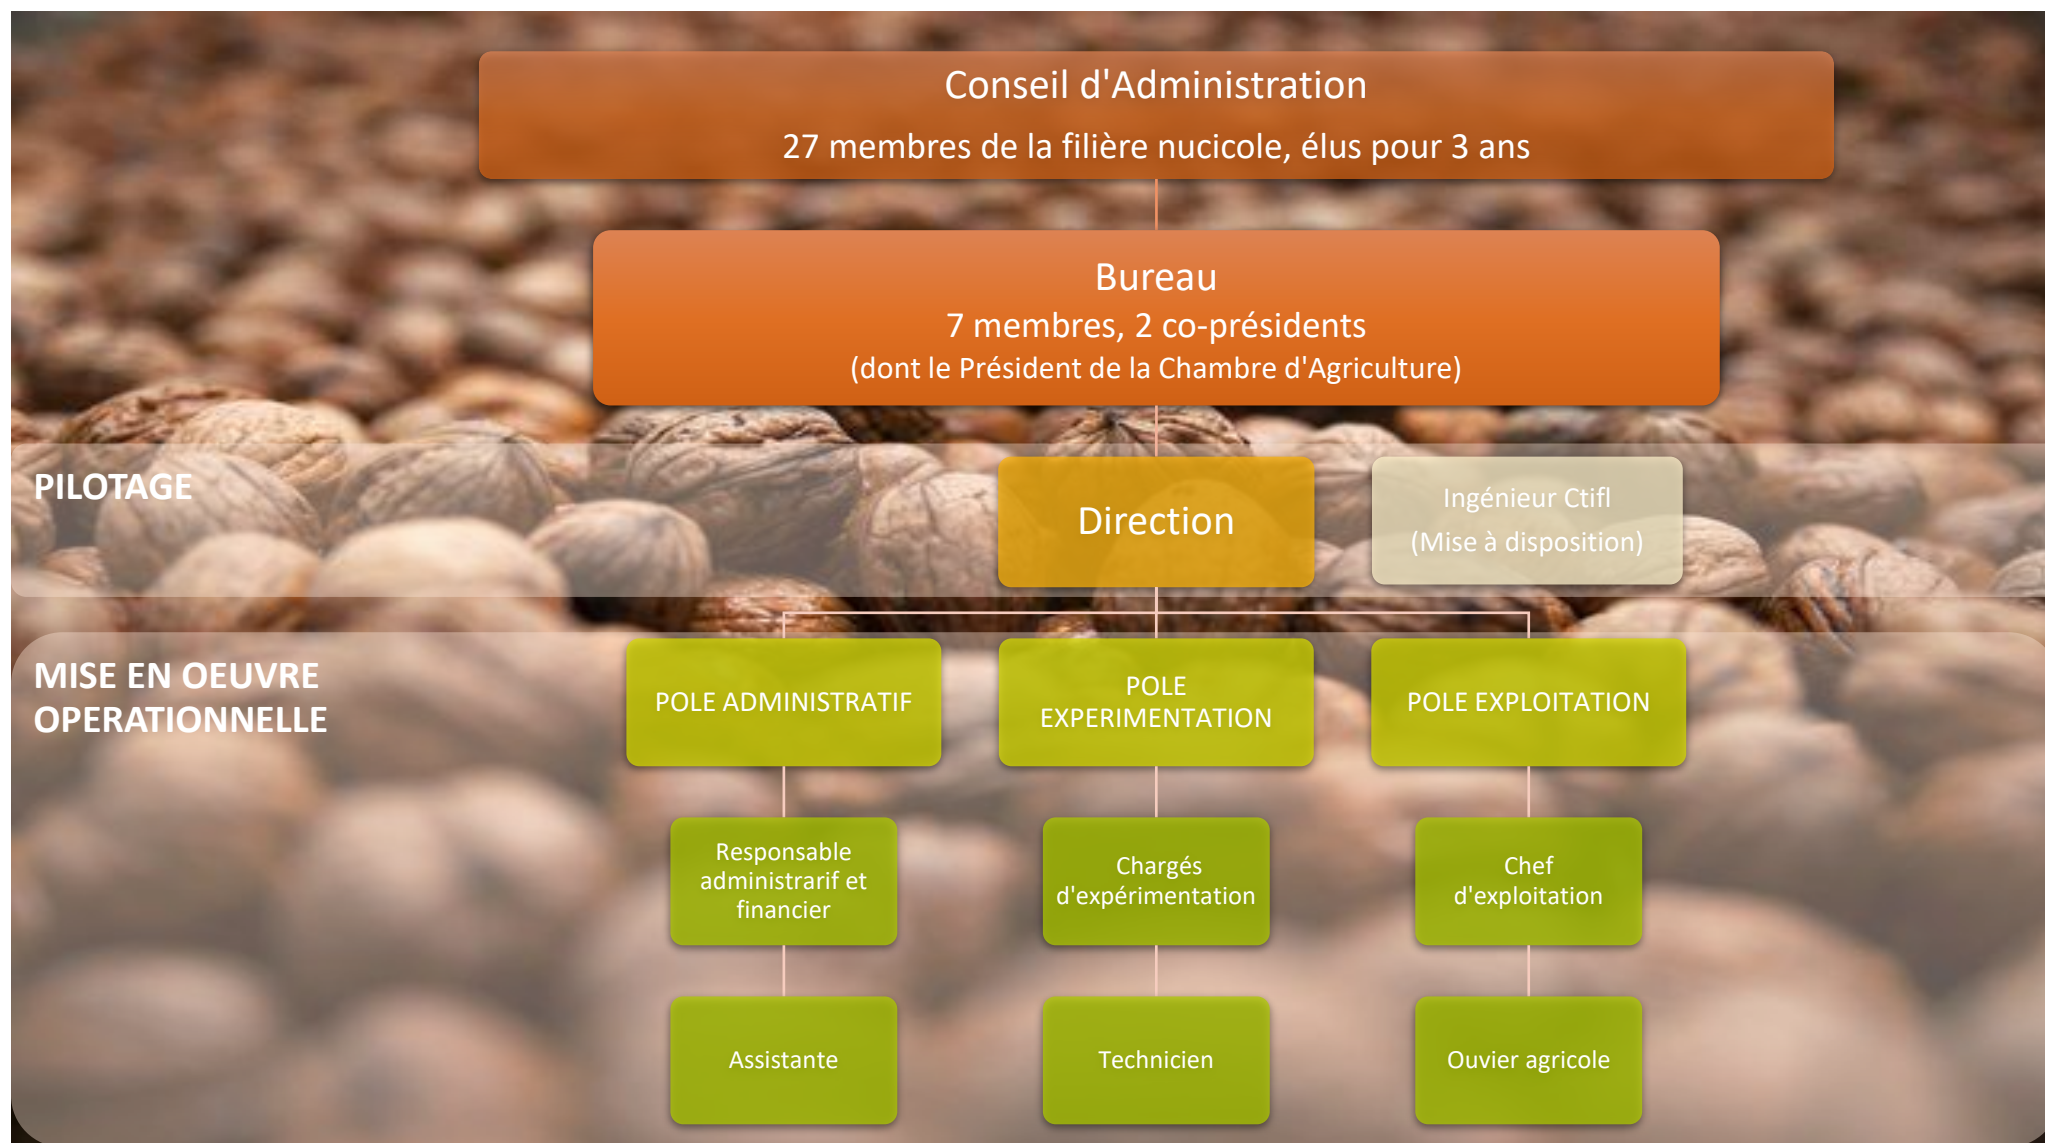 Conseil d'Administration
27 membres de la filière nucicole, élus pour 3 ans
Bureau
7 membres, 2 co-présidents
(dont le Président de la Chambre d'Agriculture)
PILOTAGE
Direction
Ingénieur Ctifl
(Mise à disposition)
MISE EN OEUVRE
OPERATIONNELLE
POLE ADMINISTRATIF
POLE
EXPERIMENTATION
POLE EXPLOITATION
Responsable
administrarif et
financier
Chargés
d'expérimentation
Chef
d'exploitation
Assistante
Technicien
Ouvier agricole